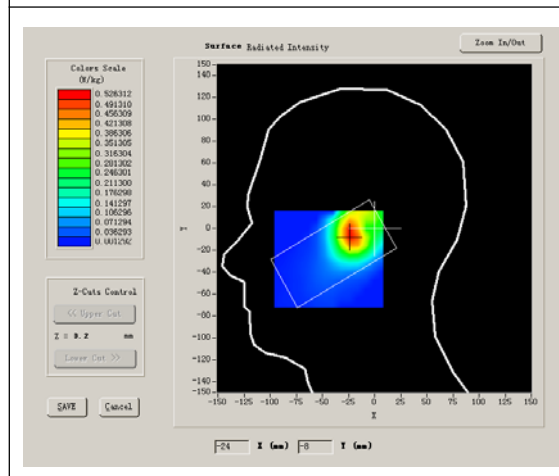 Surface Radiated Intensity
Zoom In/Out
Colors Scale
(W/kg)
0.526312
0.491310
0.456309
0.421308
0.386306
0.351305
0.316304
0.281302
0.246301
0.211300
0.176298
0.141297
0.106296
0.071294
0.036293
0.001292
Z-Cuts Control
<< Upper Cut
Z = 0.2 mm
Lower Cut >>
SAVE
Cancel
150
140
120
100
80
60
40
20
0
-20
-40
-60
-80
-100
-120
-140
-150
Y
-150 -125 -100 -75 -50 -25 0 25 50 75 100 125 150
X
-24 X (mm) -8 Y (mm)